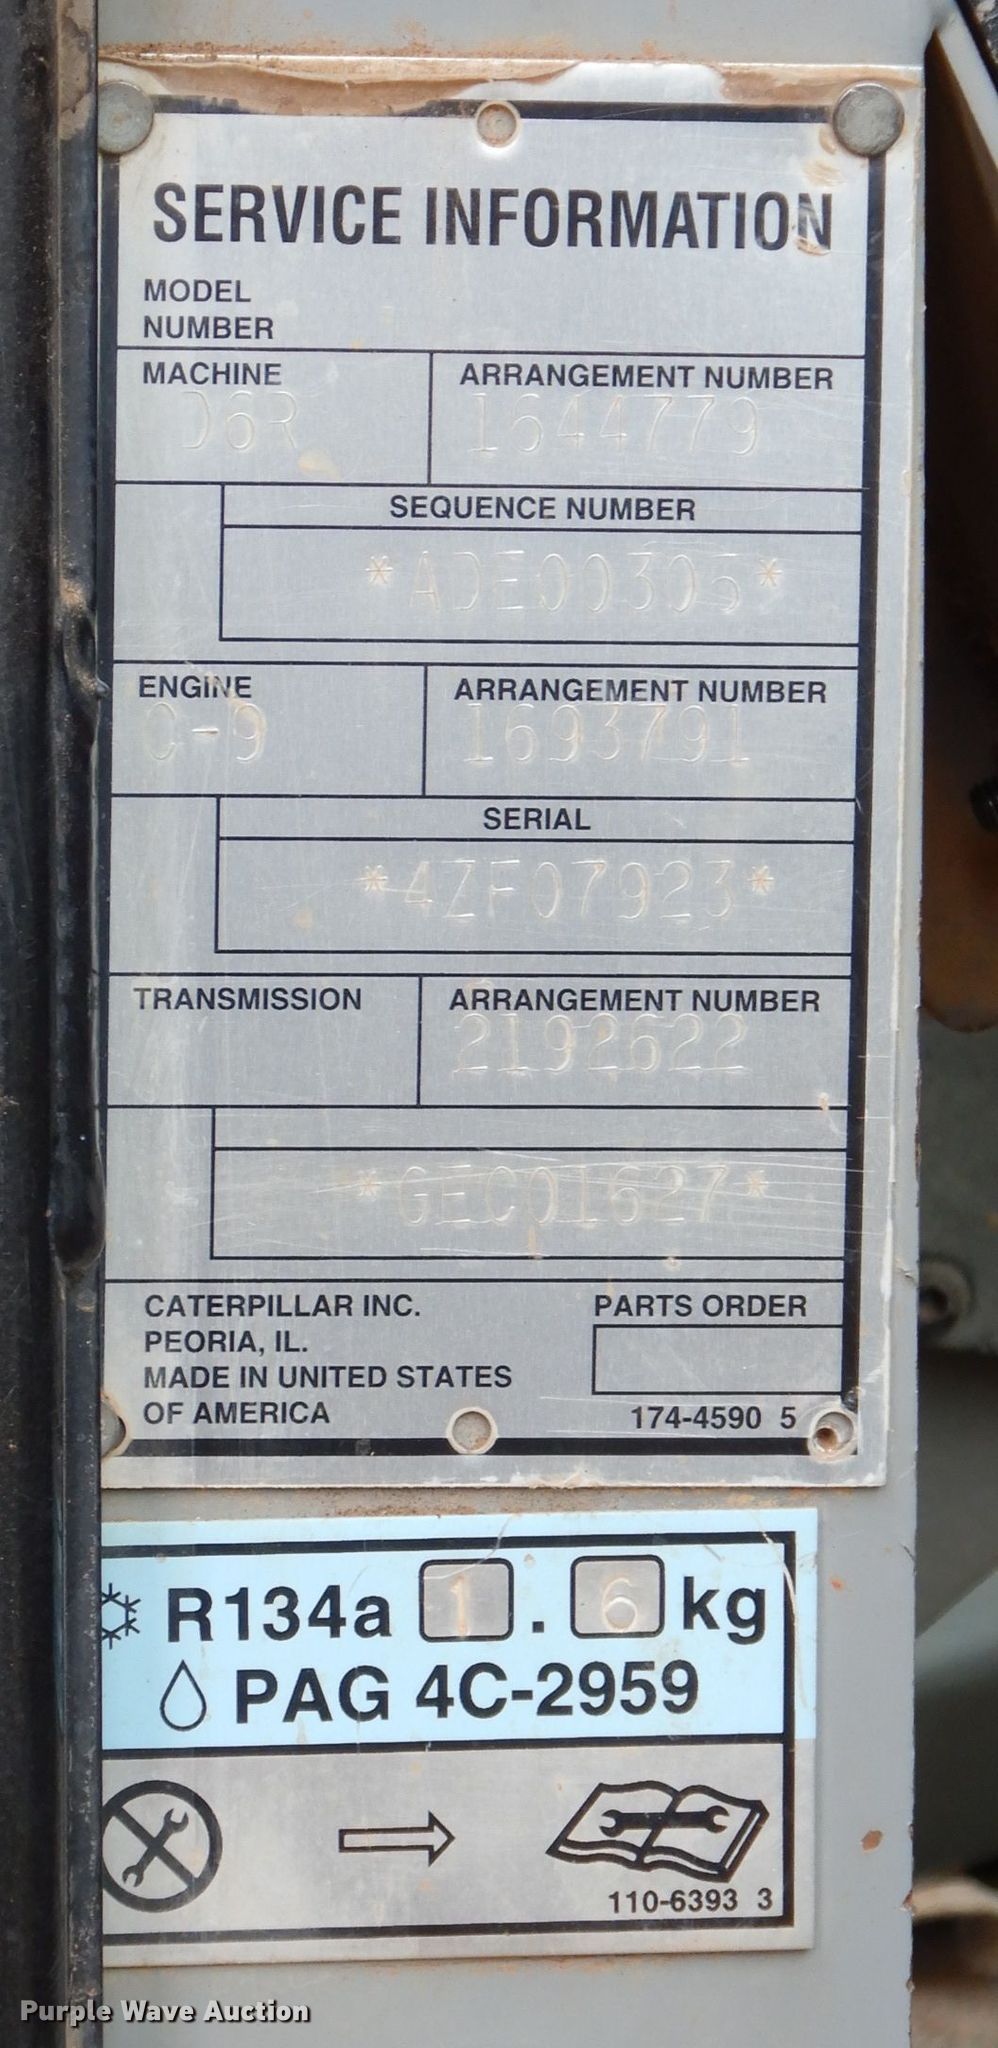 SERVICE INFORMATION
MODEL
NUMBER
MACHINE ARRANGEMENT NUMBER
D6R 1644779
SEQUENCE NUMBER
*ADE00305*
ENGINE ARRANGEMENT NUMBER
C-9 1693791
SERIAL
*4ZF07923*
TRANSMISSION ARRANGEMENT NUMBER
2192622
*GEC01627*
CATERPILLAR INC. PARTS ORDER
PEORIA, IL.
MADE IN UNITED STATES
OF AMERICA 174-4590 5
R134a 1.6 kg
PAG 4C-2959
110-6393 3
Purple Wave Auction